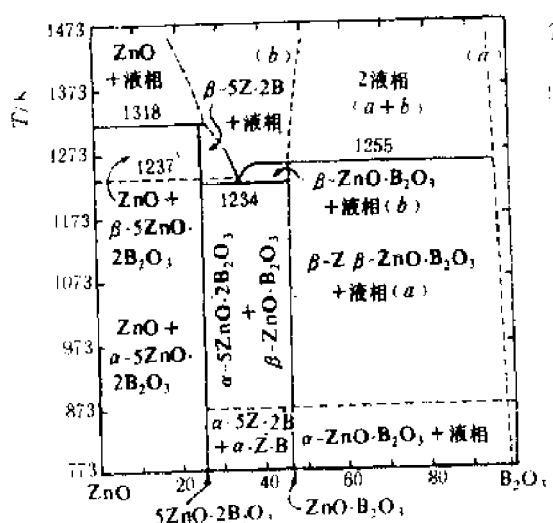 1473
ZnO
+液相
(b)
(a)
1373
T/k
β-5Z·2B
+液相
2液相
(a+b)
1318
1273
1255
1237
1234
β-ZnO·B₂O₃
+液相(b)
1173
ZnO+
β-5ZnO·
2B₂O₃
α-5ZnO·2B₂O₃
+
β-ZnO·B₂O₃
β-Z β-ZnO·B₂O₃
+液相(a)
1073
973
ZnO+
α-5ZnO·
2B₂O₃
873
α-5Z·2B
+α·Z·B
α-ZnO·B₂O₃+液相
773
ZnO
20
40
60
80
B₂O₃
5ZnO·2B₂O₃
ZnO·B₂O₃